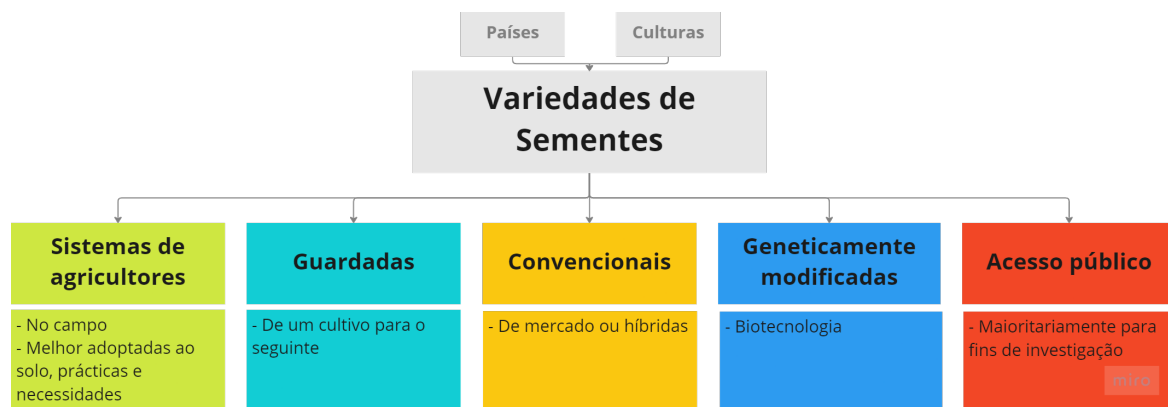 Países
Culturas
Variedades de
Sementes
Sistemas de
agricultores
Guardadas
Convencionais
Geneticamente
modificadas
Acesso público
- No campo
- Melhor adoptadas ao
solo, prácticas e
necessidades
- De um cultivo para o
seguinte
- De mercado ou híbridas
- Biotecnologia
- Maioritariamente para
fins de investigação
miro